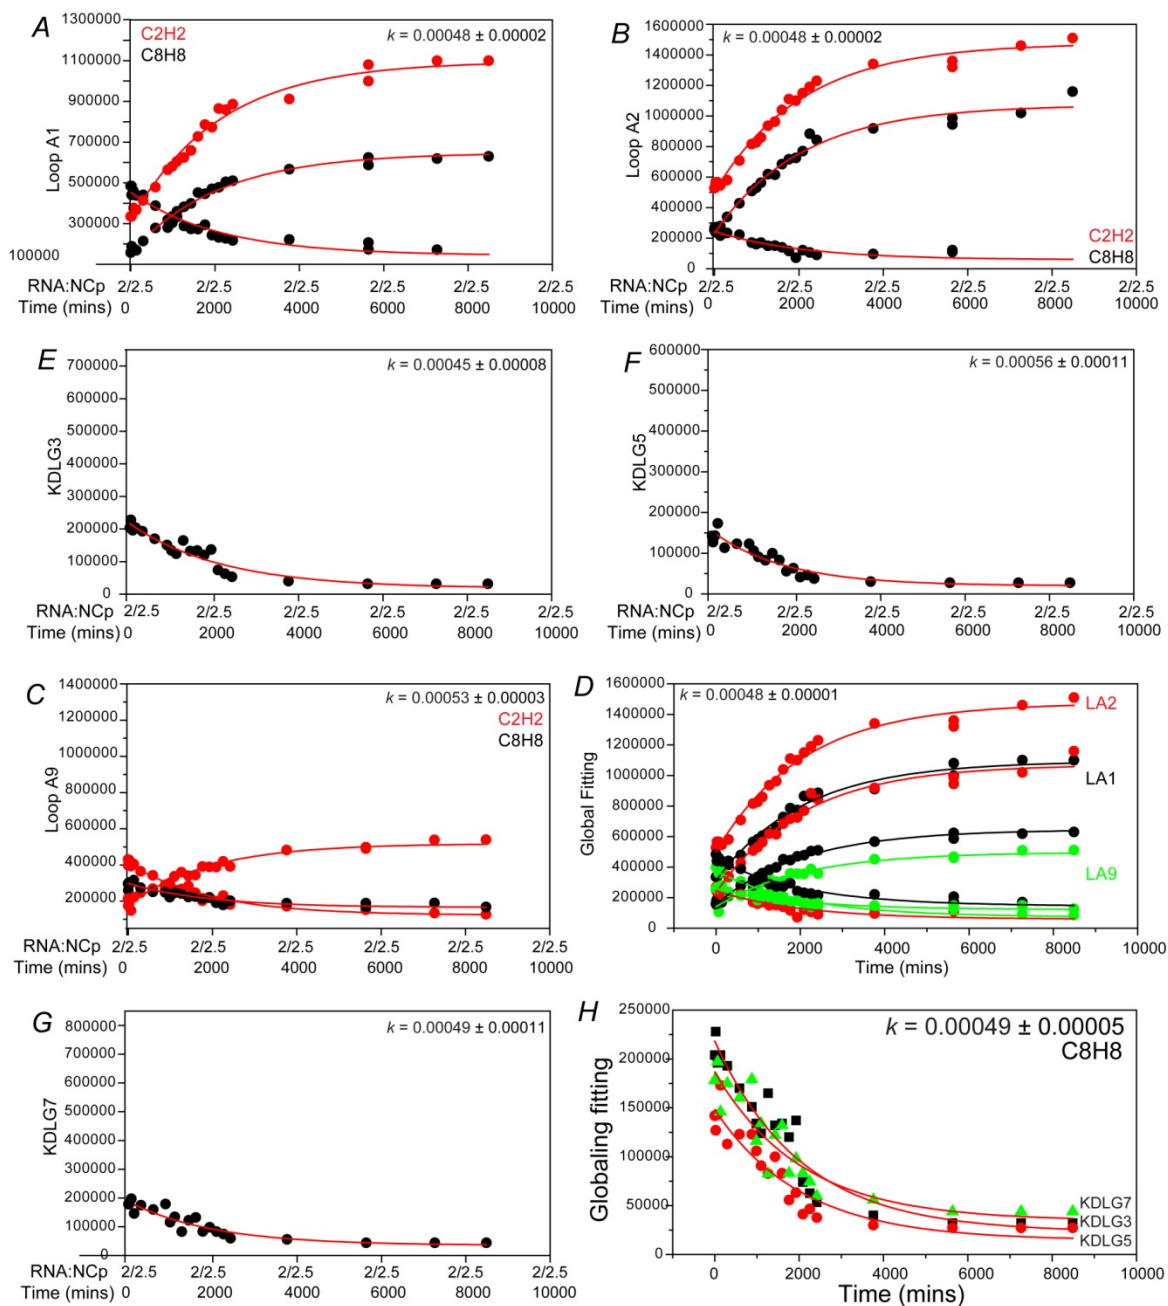 A
C2H2
C8H8
k = 0.00048 ± 0.00002
Loop A1
1300000
1100000
900000
700000
500000
300000
100000
RNA:NCp 2/2.5 2/2.5 2/2.5 2/2.5 2/2.5 2/2.5
Time (mins) 0 2000 4000 6000 8000 10000
B
k = 0.00048 ± 0.00002
Loop A2
1600000
1400000
1200000
1000000
800000
600000
400000
200000
0
C2H2
C8H8
RNA:NCp 2/2.5 2/2.5 2/2.5 2/2.5 2/2.5 2/2.5
Time (mins) 0 2000 4000 6000 8000 10000
E
k = 0.00045 ± 0.00008
KDLG3
700000
600000
500000
400000
300000
200000
100000
0
RNA:NCp 2/2.5 2/2.5 2/2.5 2/2.5 2/2.5 2/2.5
Time (mins) 0 2000 4000 6000 8000 10000
F
k = 0.00056 ± 0.00011
KDLG5
600000
500000
400000
300000
200000
100000
0
RNA:NCp 2/2.5 2/2.5 2/2.5 2/2.5 2/2.5 2/2.5
Time (mins) 0 2000 4000 6000 8000 10000
C
k = 0.00053 ± 0.00003
C2H2
C8H8
Loop A9
1400000
1200000
1000000
800000
600000
400000
200000
RNA:NCp 2/2.5 2/2.5 2/2.5 2/2.5 2/2.5 2/2.5
Time (mins) 0 2000 4000 6000 8000 10000
D
k = 0.00048 ± 0.00001
Global Fitting
1600000
1400000
1200000
1000000
800000
600000
400000
200000
0
LA2
LA1
LA9
0 2000 4000 6000 8000 10000
Time (mins)
G
k = 0.00049 ± 0.00011
KDLG7
800000
700000
600000
500000
400000
300000
200000
100000
0
RNA:NCp 2/2.5 2/2.5 2/2.5 2/2.5 2/2.5 2/2.5
Time (mins) 0 2000 4000 6000 8000 10000
H
k = 0.00049 ± 0.00005
C8H8
Globaling fitting
250000
200000
150000
100000
50000
0
KDLG7
KDLG3
KDLG5
0 2000 4000 6000 8000 10000
Time (mins)